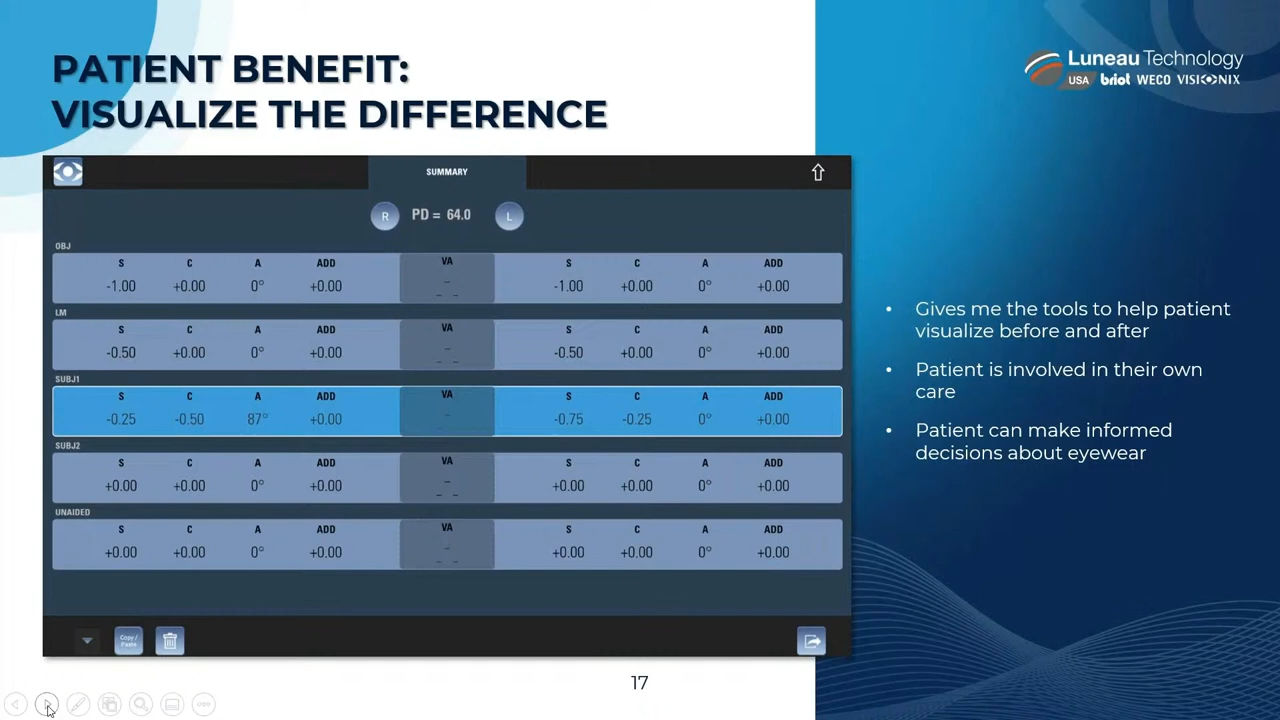 PATIENT BENEFIT:
VISUALIZE THE DIFFERENCE
Luneau Technology
USA briot WECO VISIONIX
SUMMARY
R PD = 64.0 L
OBJ
S C A ADD VA S C A ADD
-1.00 +0.00 0° +0.00 -1.00 +0.00 0° +0.00
LM
S C A ADD VA S C A ADD
-0.50 +0.00 0° +0.00 -0.50 +0.00 0° +0.00
SUBJ1
S C A ADD VA S C A ADD
-0.25 -0.50 87° +0.00 -0.75 -0.25 0° +0.00
SUBJ2
S C A ADD VA S C A ADD
+0.00 +0.00 0° +0.00 +0.00 +0.00 0° +0.00
UNAIDED
S C A ADD VA S C A ADD
+0.00 +0.00 0° +0.00 +0.00 +0.00 0° +0.00
Copy/
Paste
• Gives me the tools to help patient
visualize before and after
• Patient is involved in their own
care
• Patient can make informed
decisions about eyewear
17